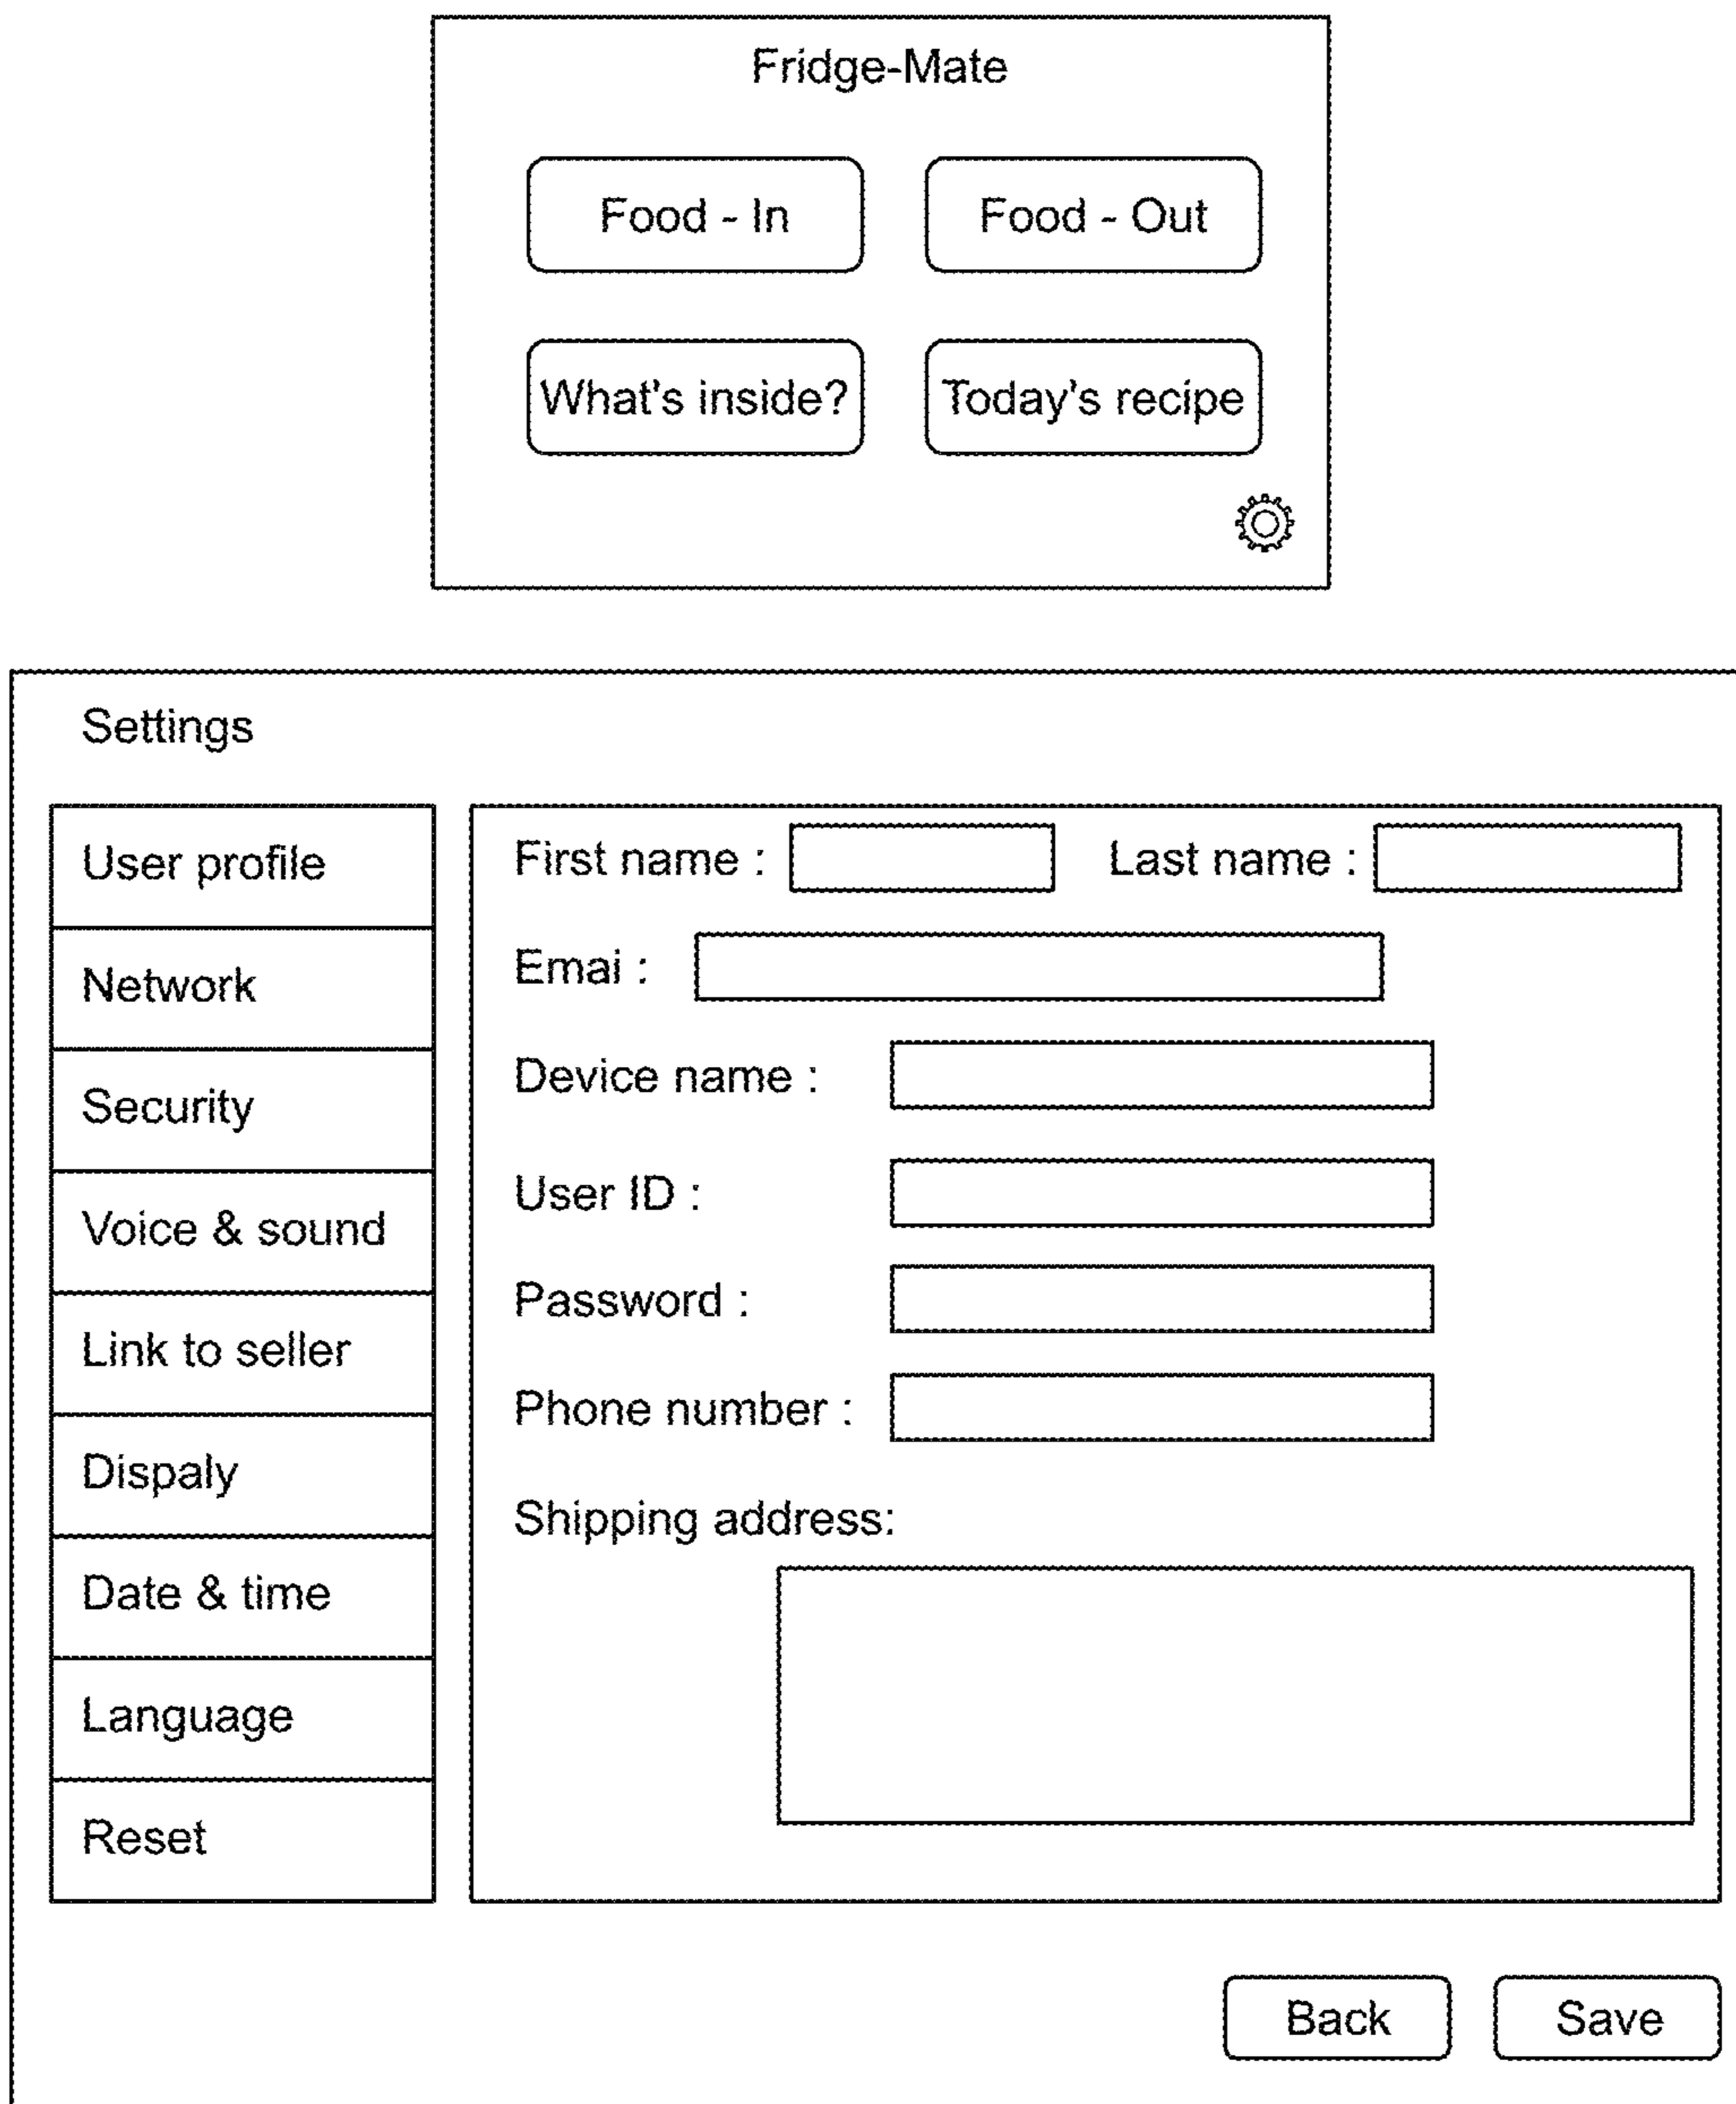 Fridge-Mate
Food - In
Food - Out
What's inside?
Today's recipe
Settings
User profile
Network
Security
Voice & sound
Link to seller
Dispaly
Date & time
Language
Reset
First name : Last name :
Emai :
Device name :
User ID :
Password :
Phone number :
Shipping address:
Back
Save